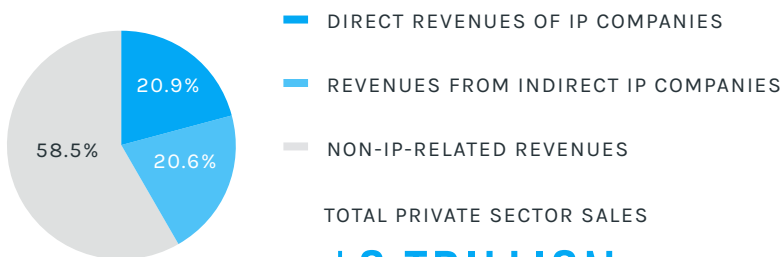 DIRECT REVENUES OF IP COMPANIES
20.9%
REVENUES FROM INDIRECT IP COMPANIES
58.5%
20.6%
NON-IP-RELATED REVENUES
TOTAL PRIVATE SECTOR SALES
TRILLION